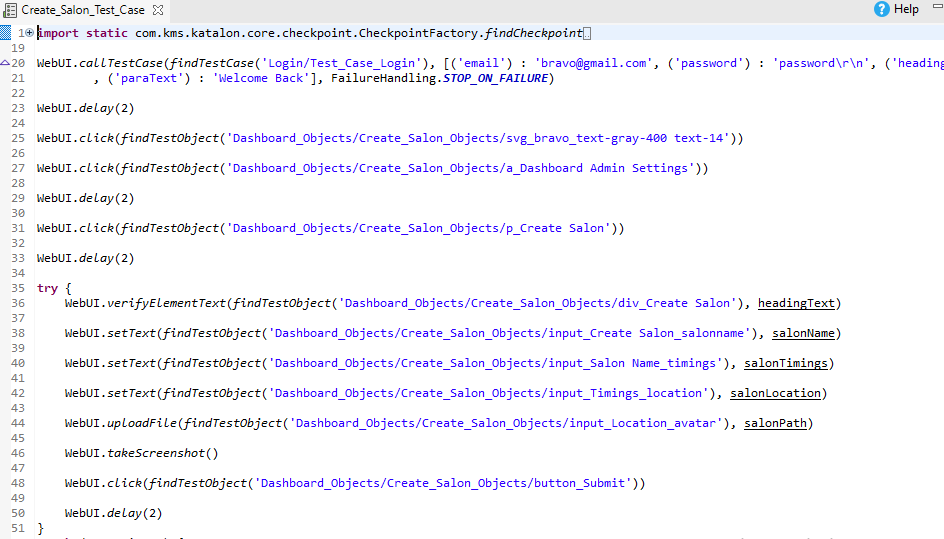 Create_Salon_Test_Case
Help
1 import static com.kms.katalon.core.checkpoint.CheckpointFactory.findCheckpoint
19
20 WebUI.callTestCase(findTestCase('Login/Test_Case_Login'), [('email') : 'bravo@gmail.com', ('password') : 'password\r\n', ('heading
21 , ('paraText') : 'Welcome Back'], FailureHandling.STOP_ON_FAILURE)
22
23 WebUI.delay(2)
24
25 WebUI.click(findTestObject('Dashboard_Objects/Create_Salon_Objects/svg_bravo_text-gray-400 text-14'))
26
27 WebUI.click(findTestObject('Dashboard_Objects/Create_Salon_Objects/a_Dashboard Admin Settings'))
28
29 WebUI.delay(2)
30
31 WebUI.click(findTestObject('Dashboard_Objects/Create_Salon_Objects/p_Create Salon'))
32
33 WebUI.delay(2)
34
35 try {
36 WebUI.verifyElementText(findTestObject('Dashboard_Objects/Create_Salon_Objects/div_Create Salon'), headingText)
37
38 WebUI.setText(findTestObject('Dashboard_Objects/Create_Salon_Objects/input_Create Salon_salonname'), salonName)
39
40 WebUI.setText(findTestObject('Dashboard_Objects/Create_Salon_Objects/input_Salon Name_timings'), salonTimings)
41
42 WebUI.setText(findTestObject('Dashboard_Objects/Create_Salon_Objects/input_Timings_location'), salonLocation)
43
44 WebUI.uploadFile(findTestObject('Dashboard_Objects/Create_Salon_Objects/input_Location_avatar'), salonPath)
45
46 WebUI.takeScreenshot()
47
48 WebUI.click(findTestObject('Dashboard_Objects/Create_Salon_Objects/button_Submit'))
49
50 WebUI.delay(2)
51 }